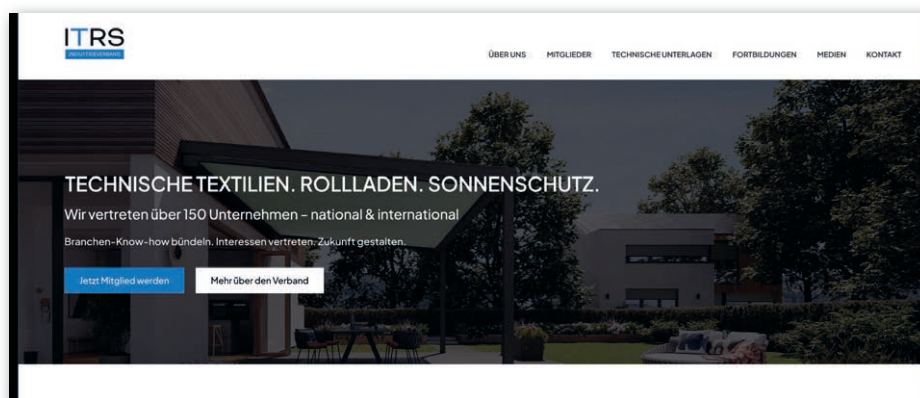 ITRS
INDUSTRIEVERBAND
ÜBER UNS MITGLIEDER TECHNISCHE UNTERLAGEN FORTBILDUNGEN MEDIEN KONTAKT
TECHNISCHE TEXTILIEN. ROLLLADEN. SONNENSCHUTZ.
Wir vertreten über 150 Unternehmen – national & international
Branchen-Know-how bündeln. Interessen vertreten. Zukunft gestalten.
Jetzt Mitglied werden Mehr über den Verband